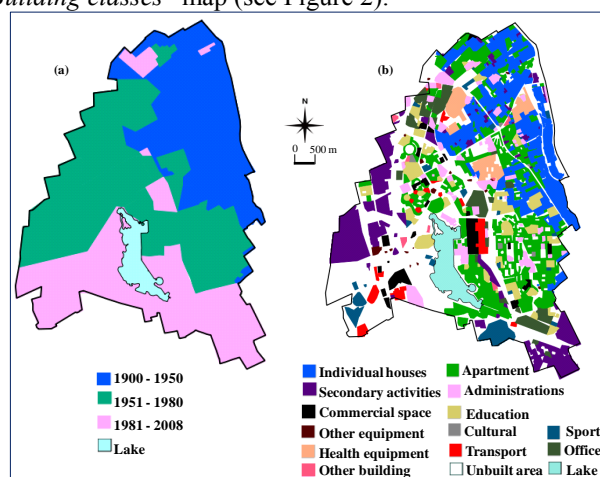 Building classes" map (see Figure 2).
(a)
(b)
N
0 500 m
1900 - 1950
1951 - 1980
1981 - 2008
Lake
Individual houses
Apartment
Secondary activities
Administrations
Commercial space
Education
Other equipment
Cultural
Sport
Health equipment
Transport
Office
Other building
Unbuilt area
Lake